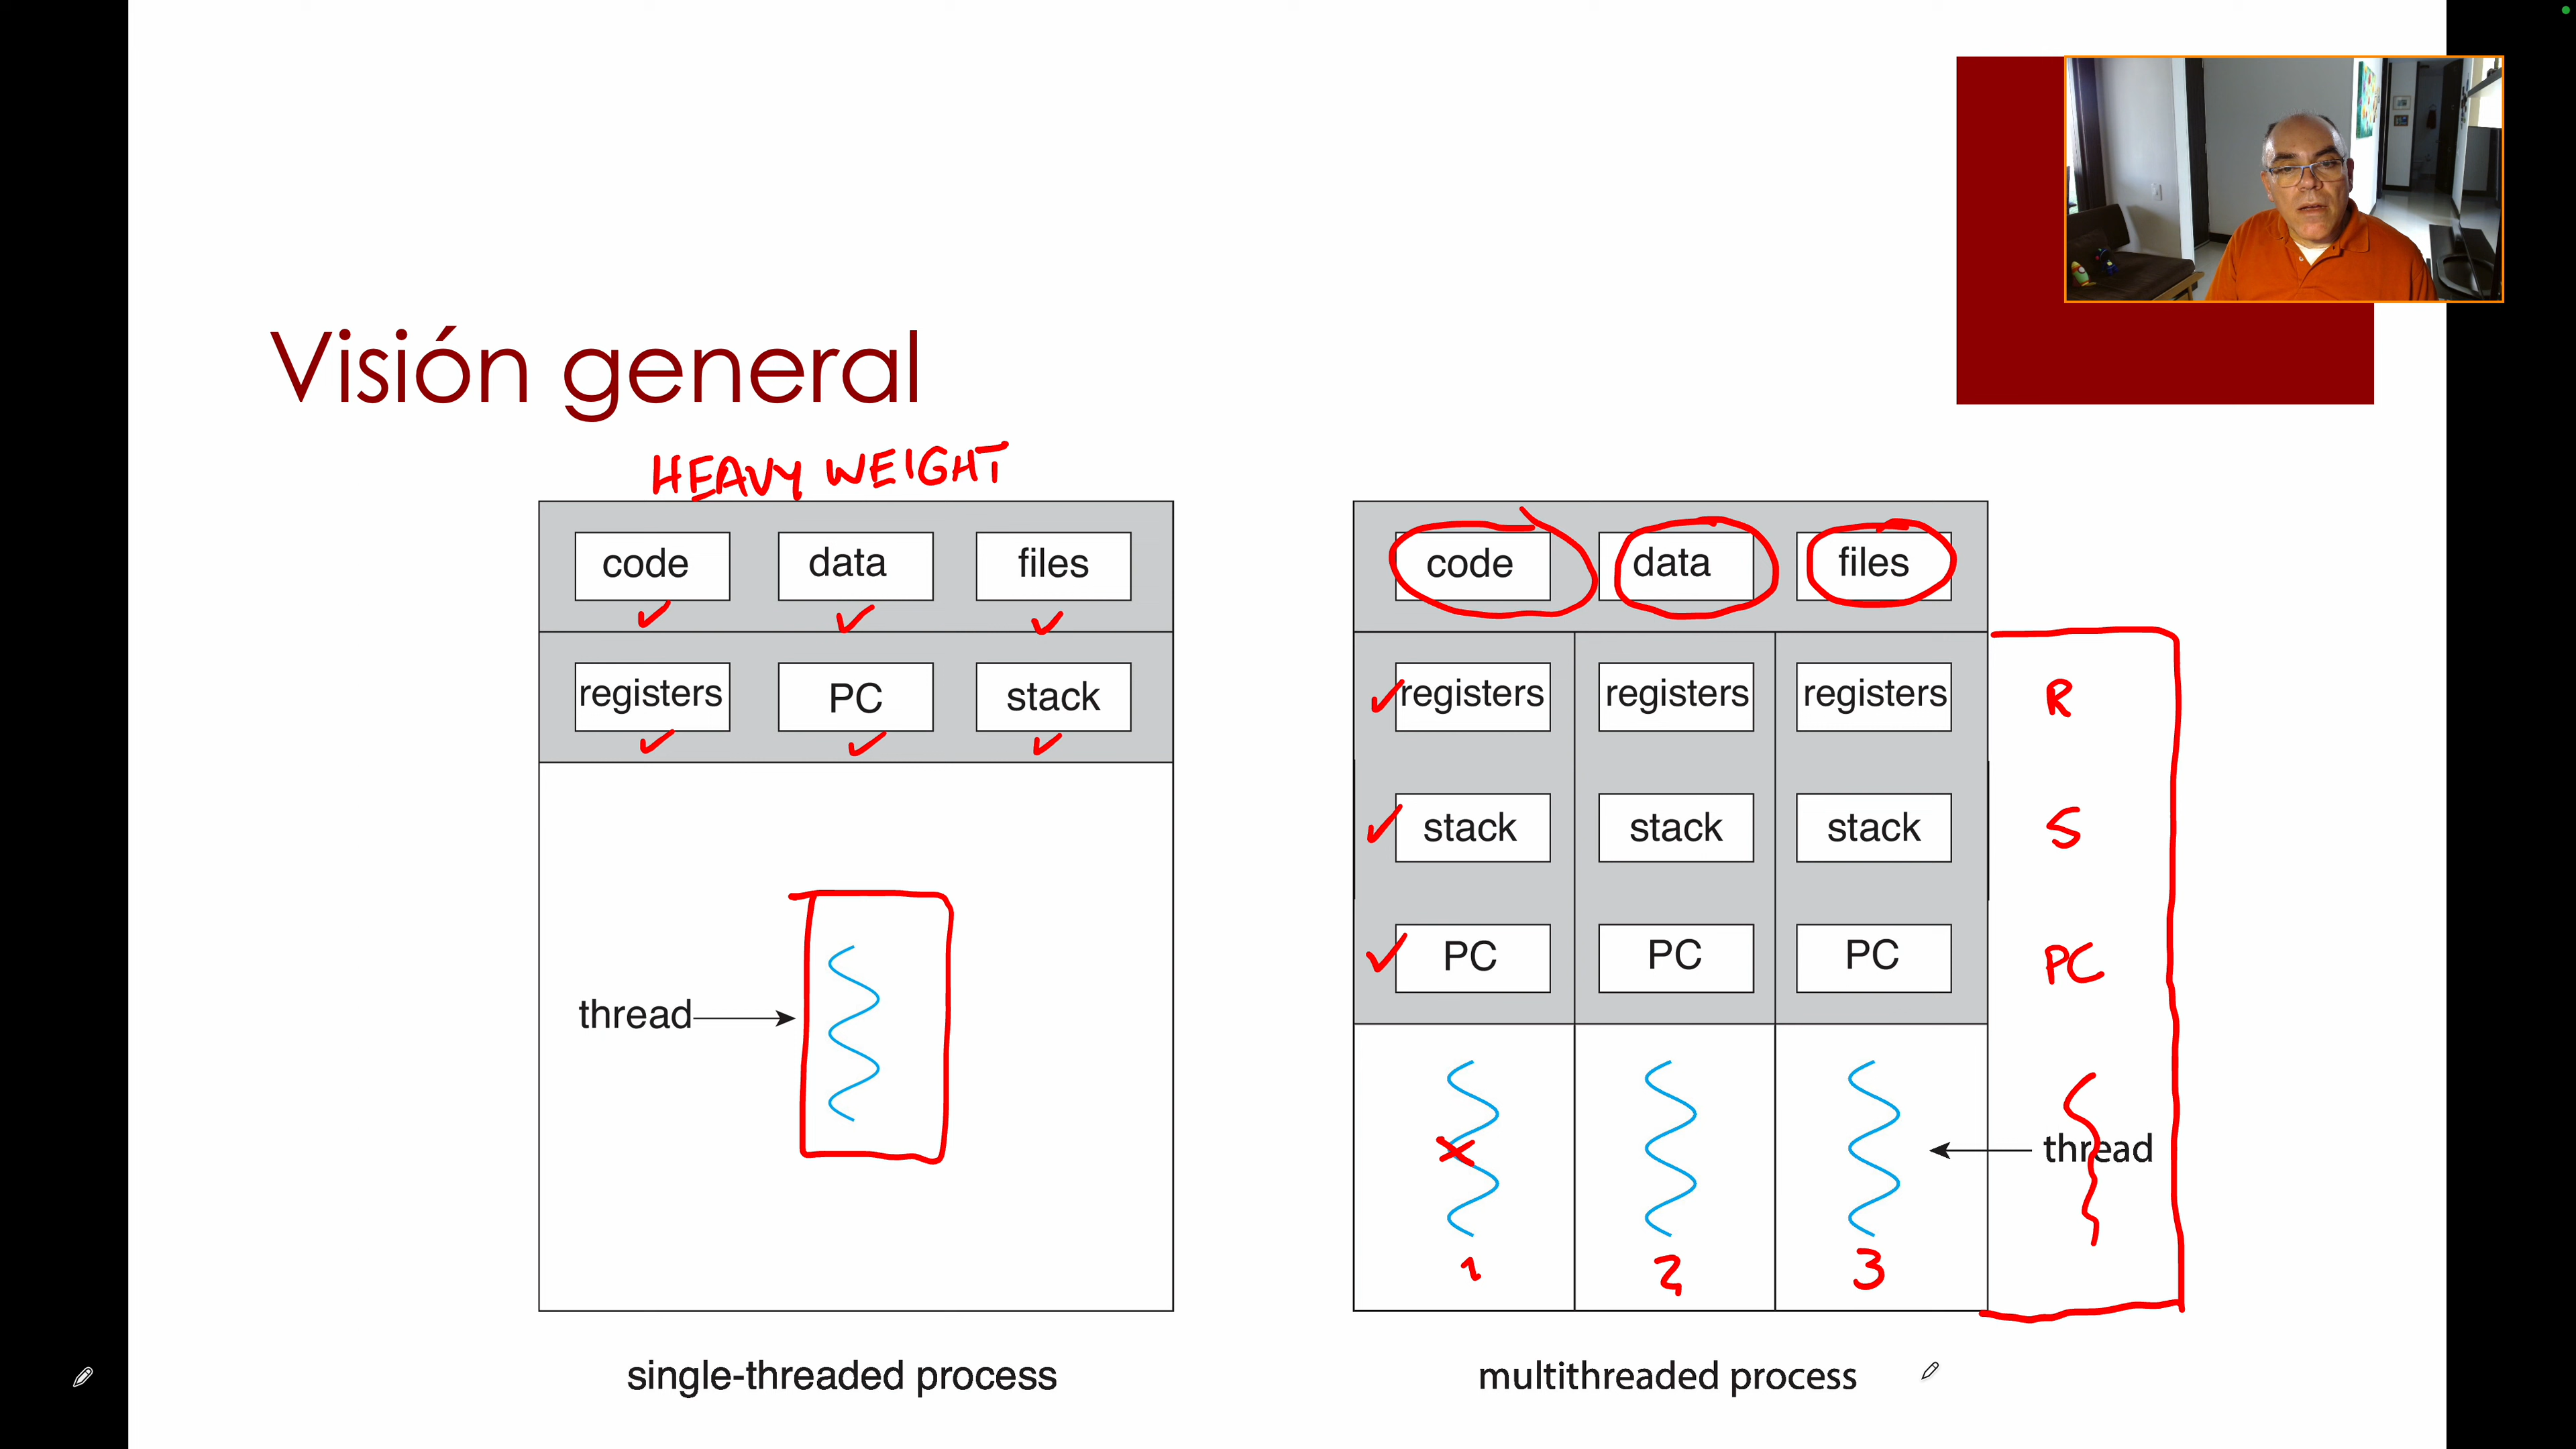 Visión general
HEAVY WEIGHT
code data files
registers PC stack
thread
single-threaded process
code data files
registers registers registers R
stack stack stack S
PC PC PC PC
thread
1 2 3
multithreaded process